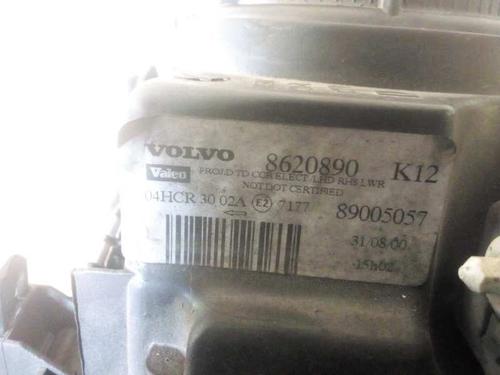 VOLVO 8620890 K12
Valeo PROJ.D TD COR ELECT LHD RHS LWR
NOT DOT CERTIFIED
04HCR 30 02A E2 7177 89005057
31/08/00
15h02